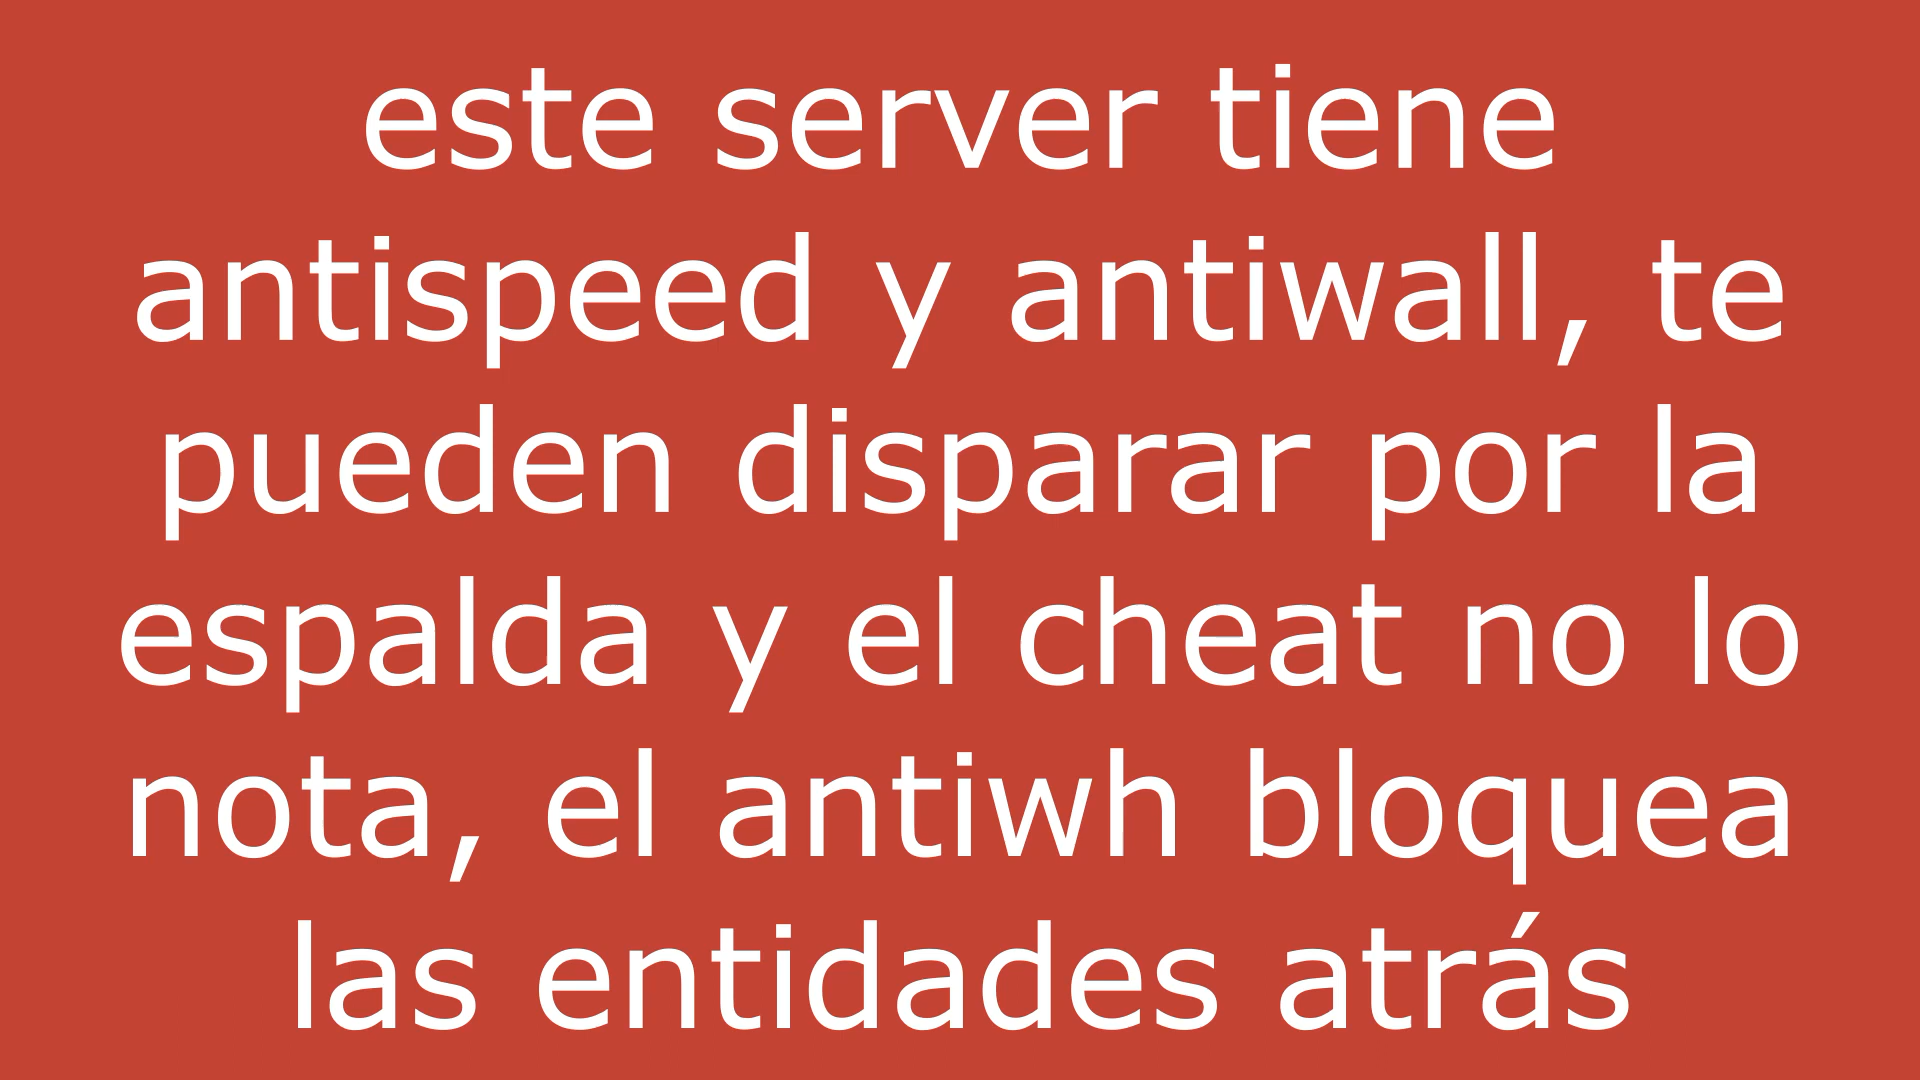 este server tiene
antispeed y antiwall, te
pueden disparar por la
espalda y el cheat no lo
nota, el antiwh bloquea
las entidades atrás